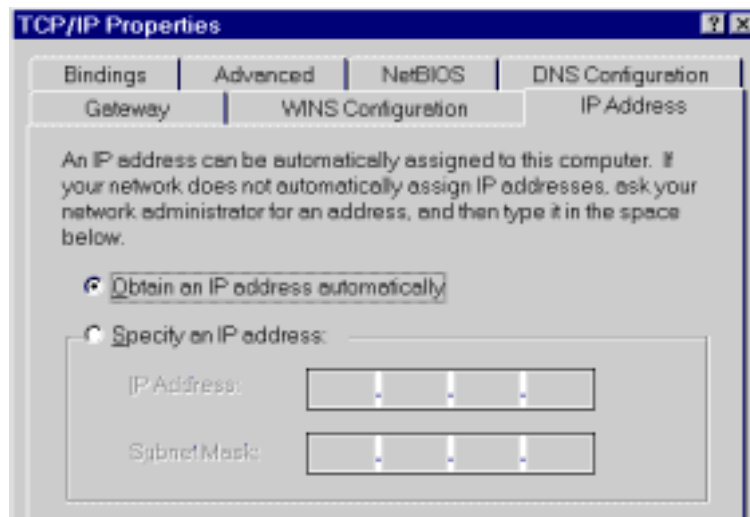 TCP/IP Properties
Bindings Advanced NetBIOS DNS Configuration
Gateway WINS Configuration IP Address
An IP address can be automatically assigned to this computer. If
your network does not automatically assign IP addresses, ask your
network administrator for an address, and then type it in the space
below.
Obtain an IP address automatically
Specify an IP address:
IP Address:
Subnet Mask: